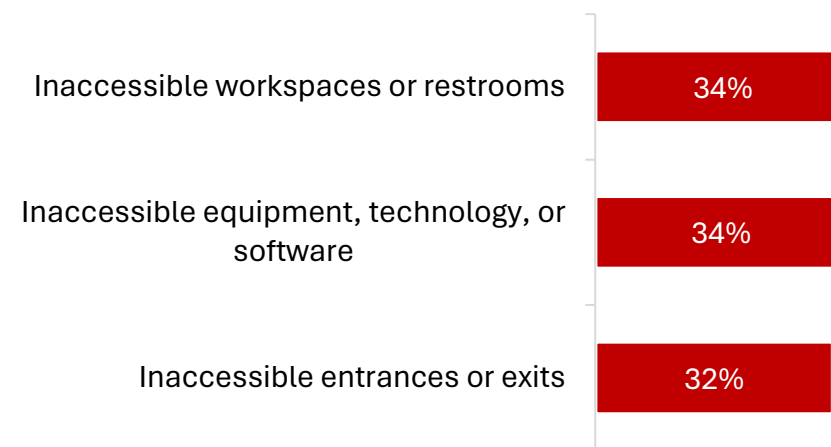 Inaccessible workspaces or restrooms
34%
Inaccessible equipment, technology, or
software
34%
Inaccessible entrances or exits
32%